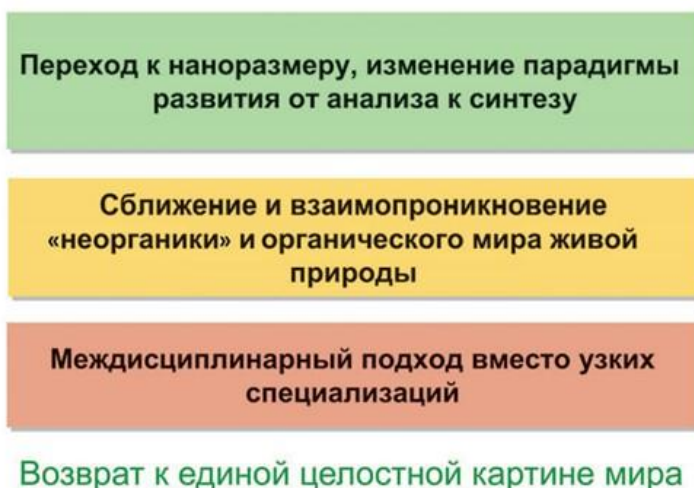 Переход к наноразмеру, изменение парадигмы
развития от анализа к синтезу
Сближение и взаимопроникновение
«неорганики» и органического мира живой
природы
Междисциплинарный подход вместо узких
специализаций
Возврат к единой целостной картине мира